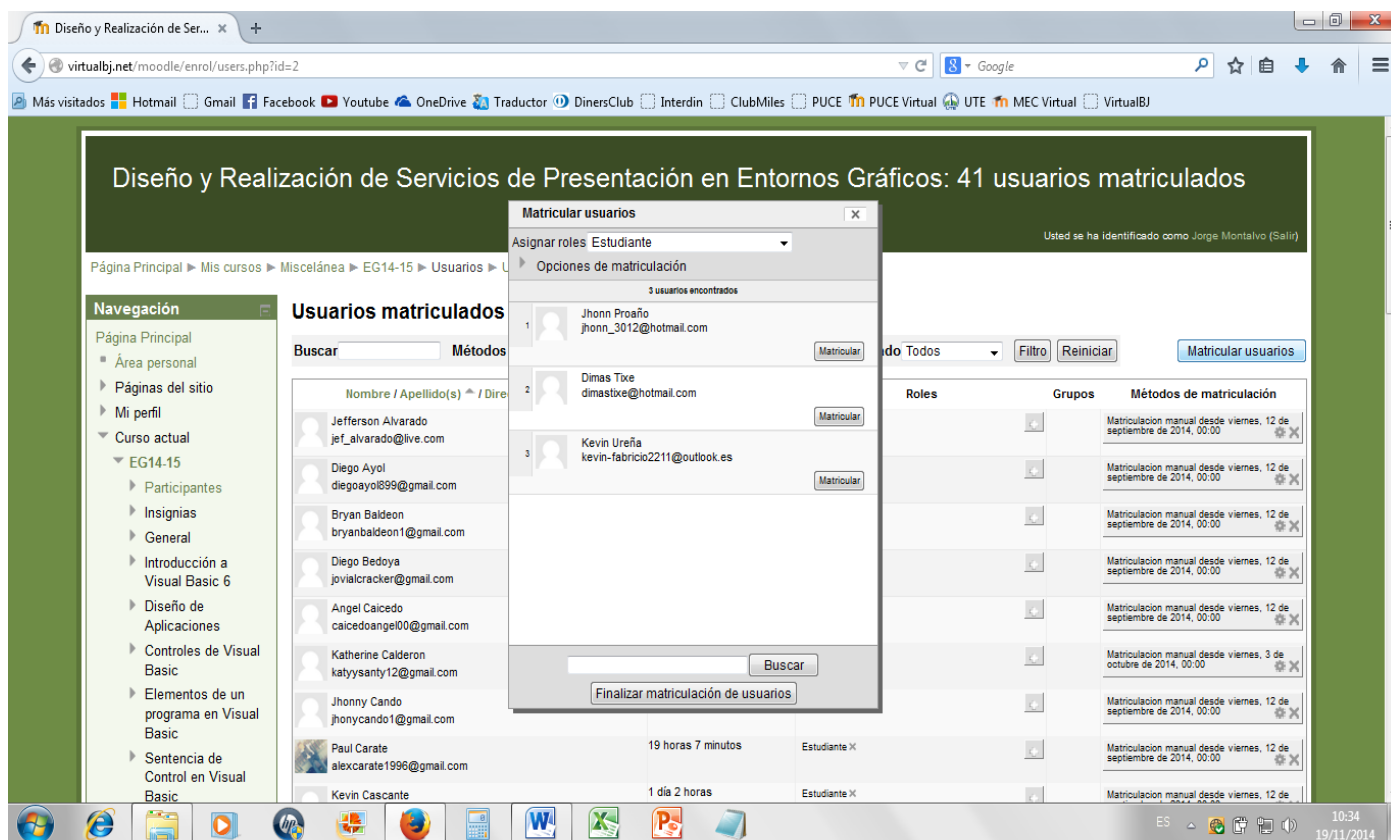 Diseño y Realización de Ser... × +
virtualbj.net/moodle/enrol/users.php?id=2
Google
Más visitados Hotmail Gmail Facebook Youtube OneDrive Traductor DinersClub Interdin ClubMiles PUCE PUCE Virtual UTE MEC Virtual VirtualBJ
Diseño y Realización de Servicios de Presentación en Entornos Gráficos: 41 usuarios matriculados
Usted se ha identificado como Jorge Montalvo (Salir)
Página Principal ► Mis cursos ► Miscelánea ► EG14-15 ► Usuarios ►
Navegación
Página Principal
Área personal
Páginas del sitio
Mi perfil
Curso actual
EG14-15
Participantes
Insignias
General
Introducción a
Visual Basic 6
Diseño de
Aplicaciones
Controles de Visual
Basic
Elementos de un
programa en Visual
Basic
Sentencia de
Control en Visual
Basic
Usuarios matriculados
Buscar Métodos
Todos Filtro Reiniciar Matricular usuarios
Nombre / Apellido(s) / Roles Grupos Métodos de matriculación
Jefferson Alvarado
jef_alvarado@live.com
Matriculacion manual desde viernes, 12 de
septiembre de 2014, 00:00
Diego Ayol
diegoayol899@gmail.com
Matriculacion manual desde viernes, 12 de
septiembre de 2014, 00:00
Bryan Baldeon
bryanbaldeon1@gmail.com
Matriculacion manual desde viernes, 12 de
septiembre de 2014, 00:00
Diego Bedoya
jovialcracker@gmail.com
Matriculacion manual desde viernes, 12 de
septiembre de 2014, 00:00
Angel Caicedo
caicedoangel00@gmail.com
Matriculacion manual desde viernes, 12 de
septiembre de 2014, 00:00
Katherine Calderon
katyysanty12@gmail.com
Matriculacion manual desde viernes, 3 de
octubre de 2014, 00:00
Jhonny Cando
jhonycando1@gmail.com
Matriculacion manual desde viernes, 12 de
septiembre de 2014, 00:00
Paul Carate
alexcarate1996@gmail.com
19 horas 7 minutos
Estudiante
Matriculacion manual desde viernes, 12 de
septiembre de 2014, 00:00
Kevin Cascante
1 día 2 horas
Estudiante
Matriculacion manual desde viernes, 12 de
Matricular usuarios
Asignar roles Estudiante
Opciones de matriculación
3 usuarios encontrados
1
Jhonn Proaño
jhonn_3012@hotmail.com
Matricular
2
Dimas Tixe
dimastixe@hotmail.com
Matricular
3
Kevin Ureña
kevin-fabricio2211@outlook.es
Matricular
Buscar
Finalizar matriculación de usuarios
ES
10:34
19/11/2014